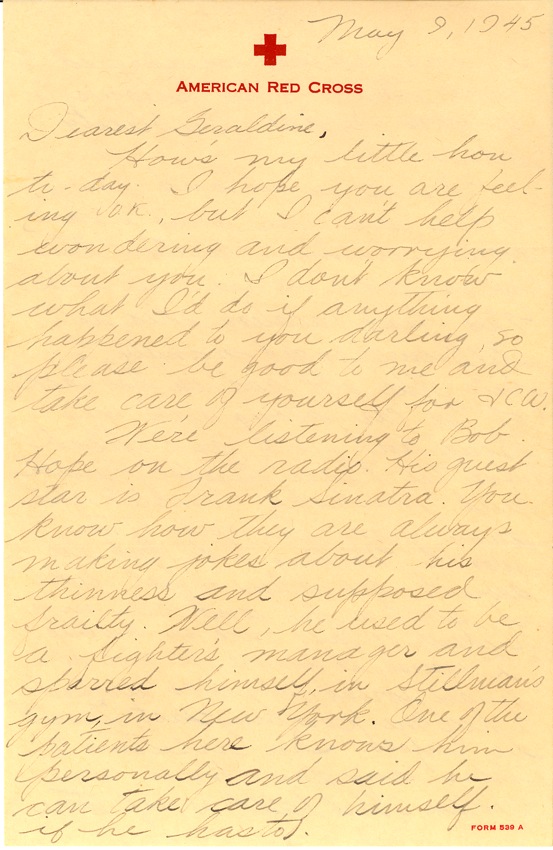 May 9, 1945
AMERICAN RED CROSS
Dearest Geraldine,
How's my little hon
to-day. I hope you are feel-
ing OK., but I can't help
wondering and worrying
about you. I don't know
what I'd do if anything
happened to you darling, so
please be good to me and
take care of yourself for
We're listening to Bob
Hope on the radio. His guest
star is Frank Sinatra. You
know how they are always
making jokes about his
thinness and supposed
frailty. Well, he used to be
a fighter's manager and
sparred himself, in Stillman's
gym, in New York. One of the
patients here knows him
personally and said he
can take care of himself.
if he has to).
FORM 539 A